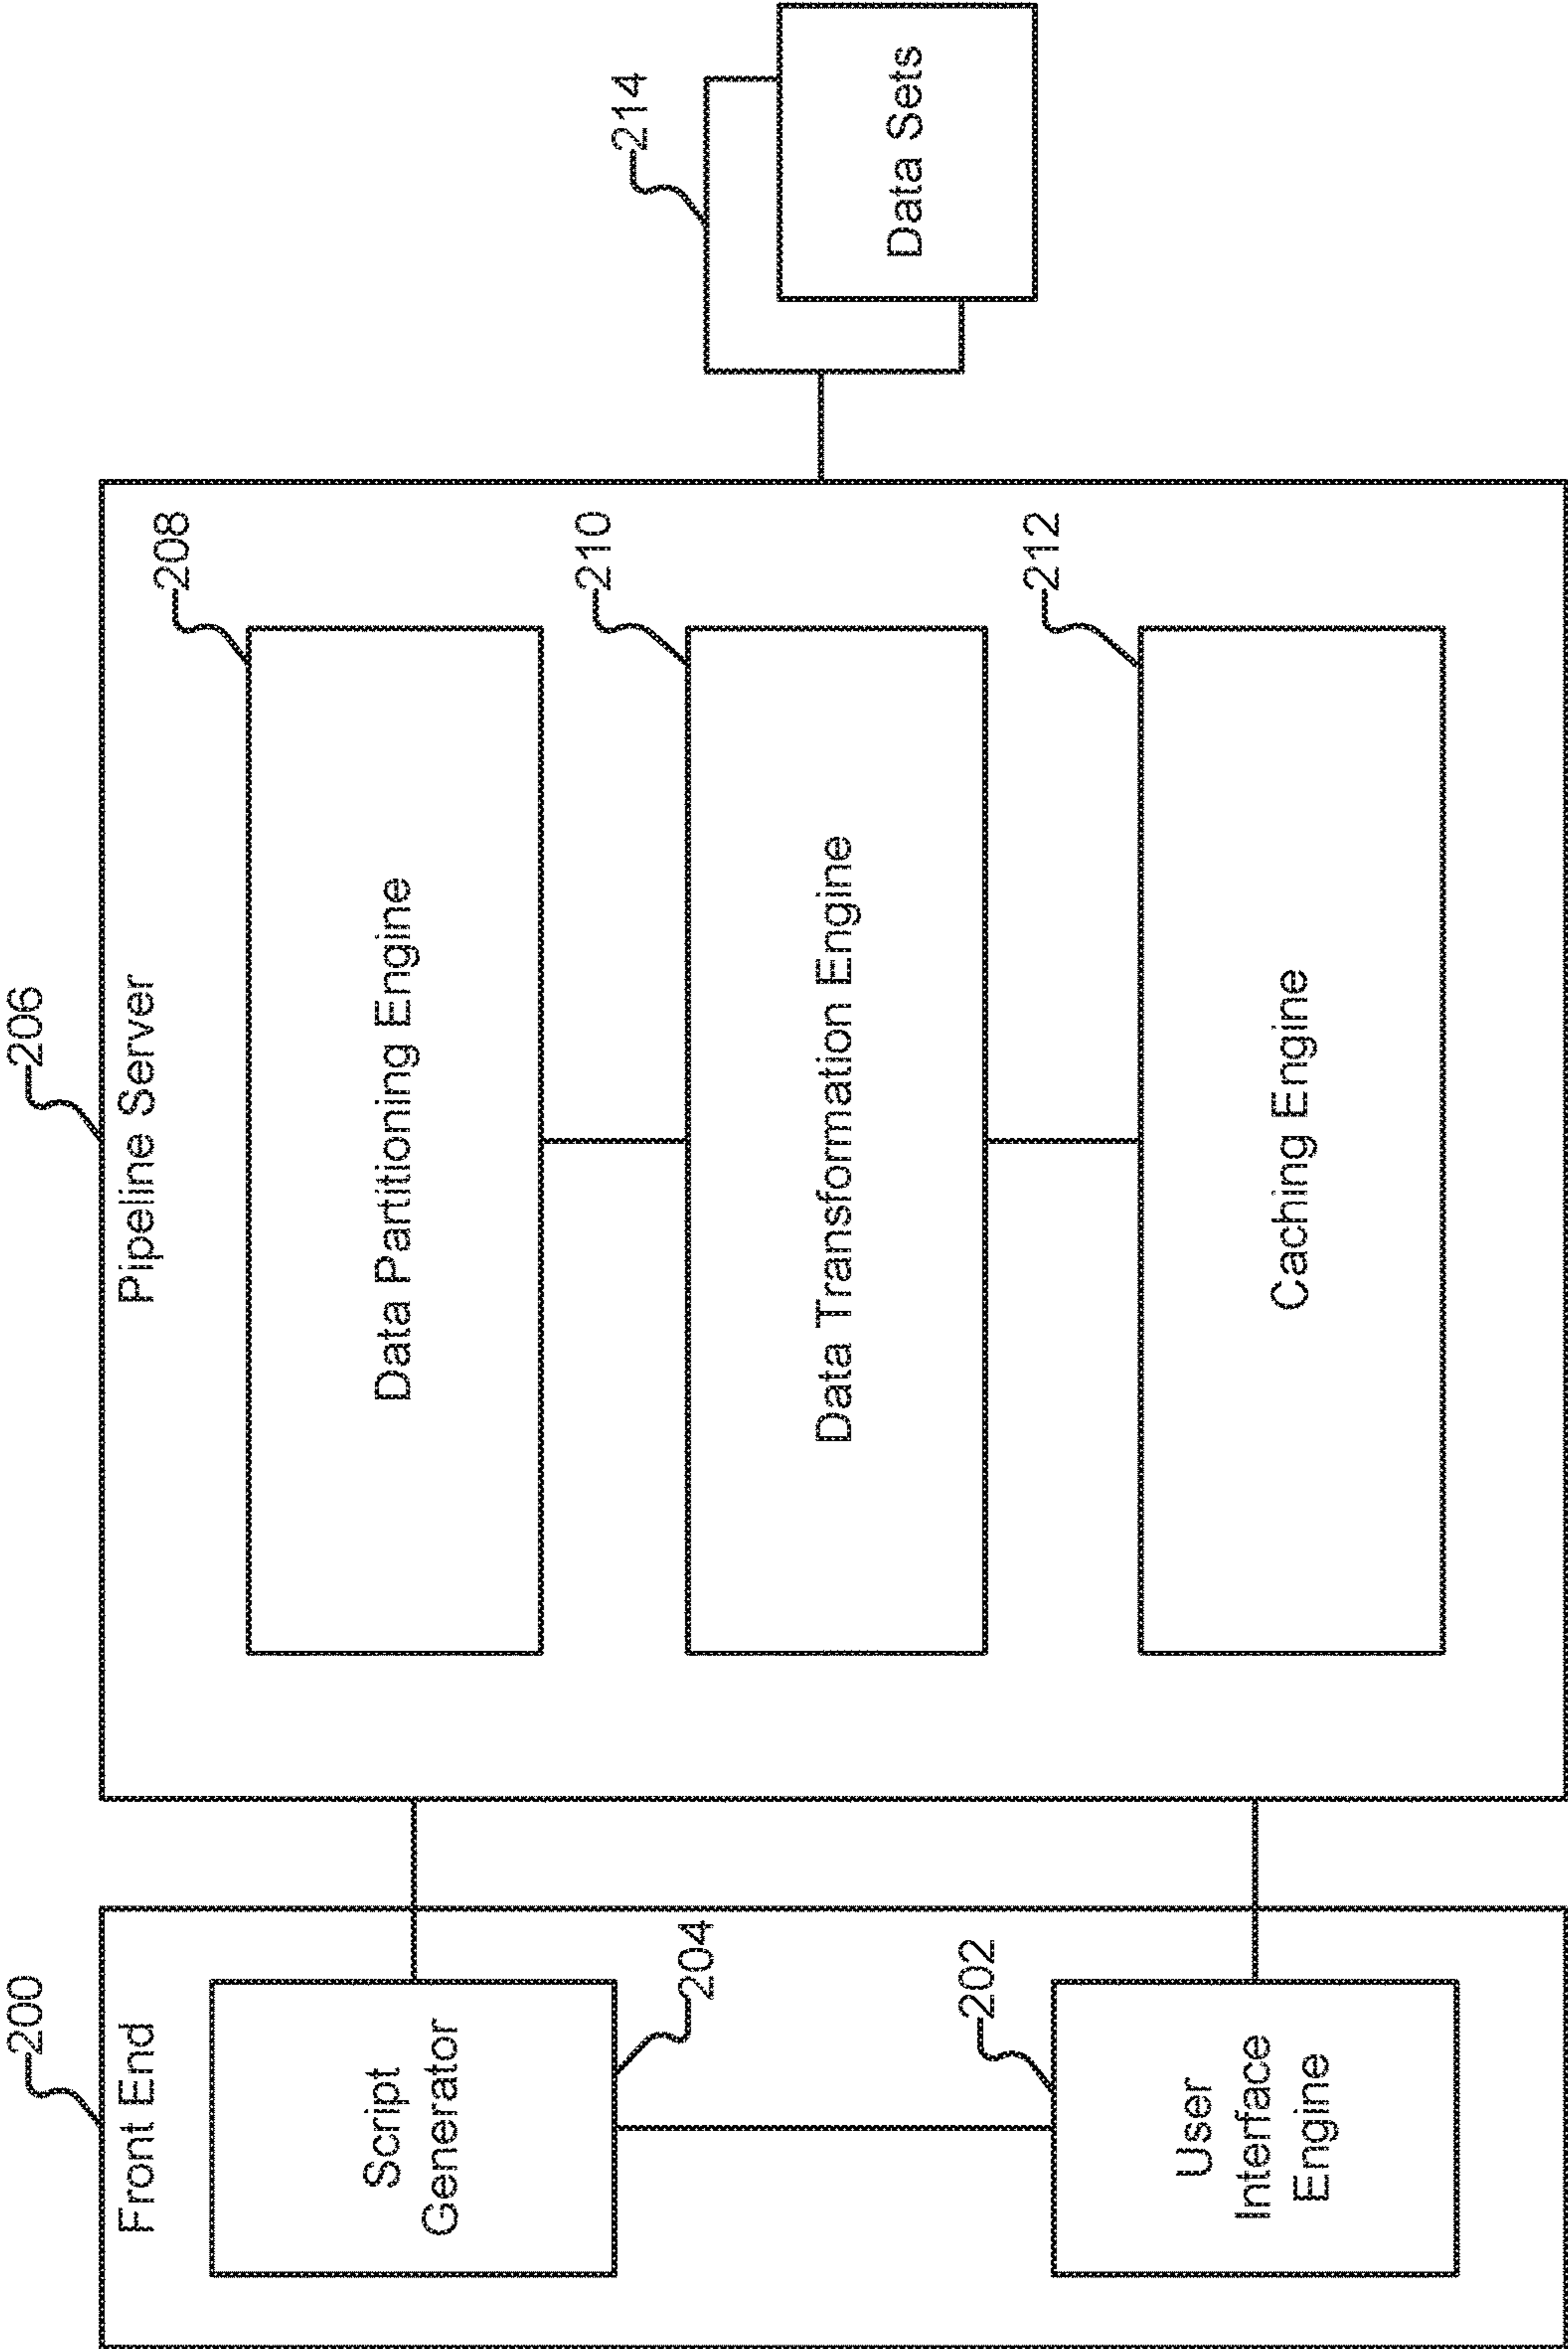 200
Front End
Script
Generator
204
202
User
Interface
Engine
206
Pipeline Server
208
Data Partitioning Engine
210
Data Transformation Engine
212
Caching Engine
214
Data Sets